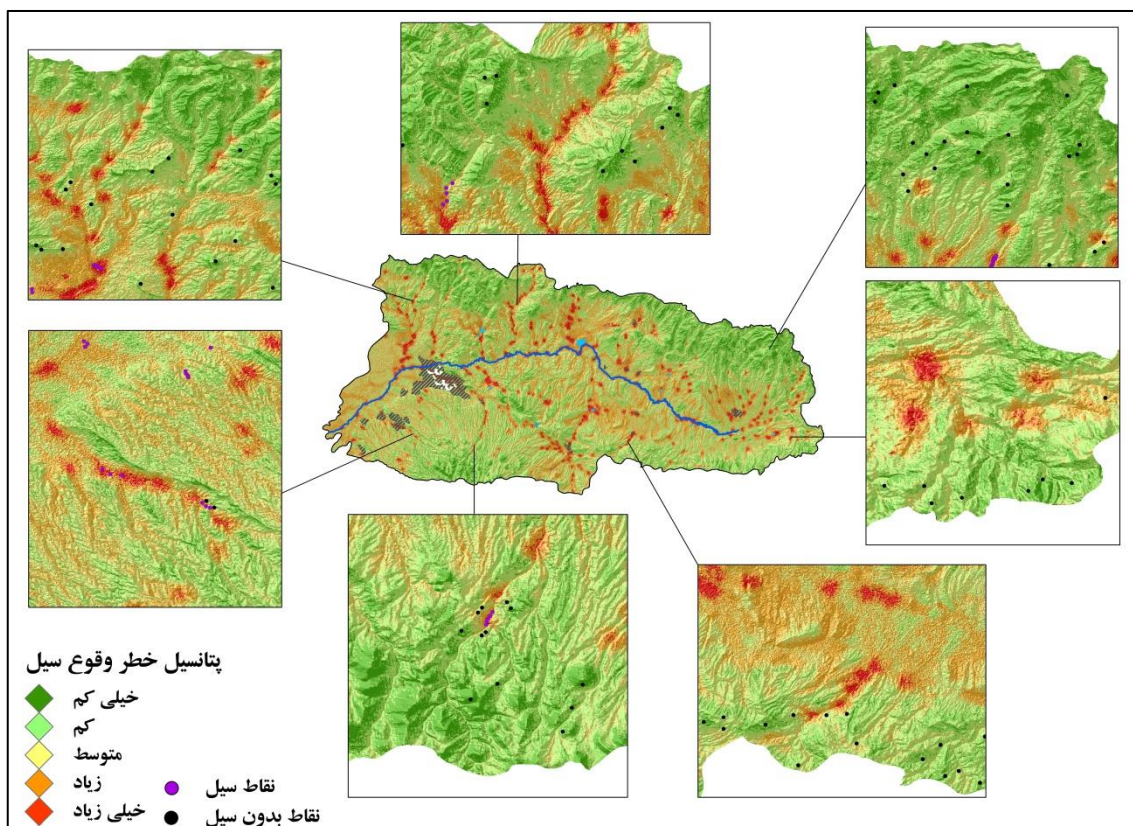 پتانسیل خطر وقوع سیل
خیلی کم
کم
متوسط
زیاد
خیلی زیاد
نقاط سیل
نقاط بدون سیل